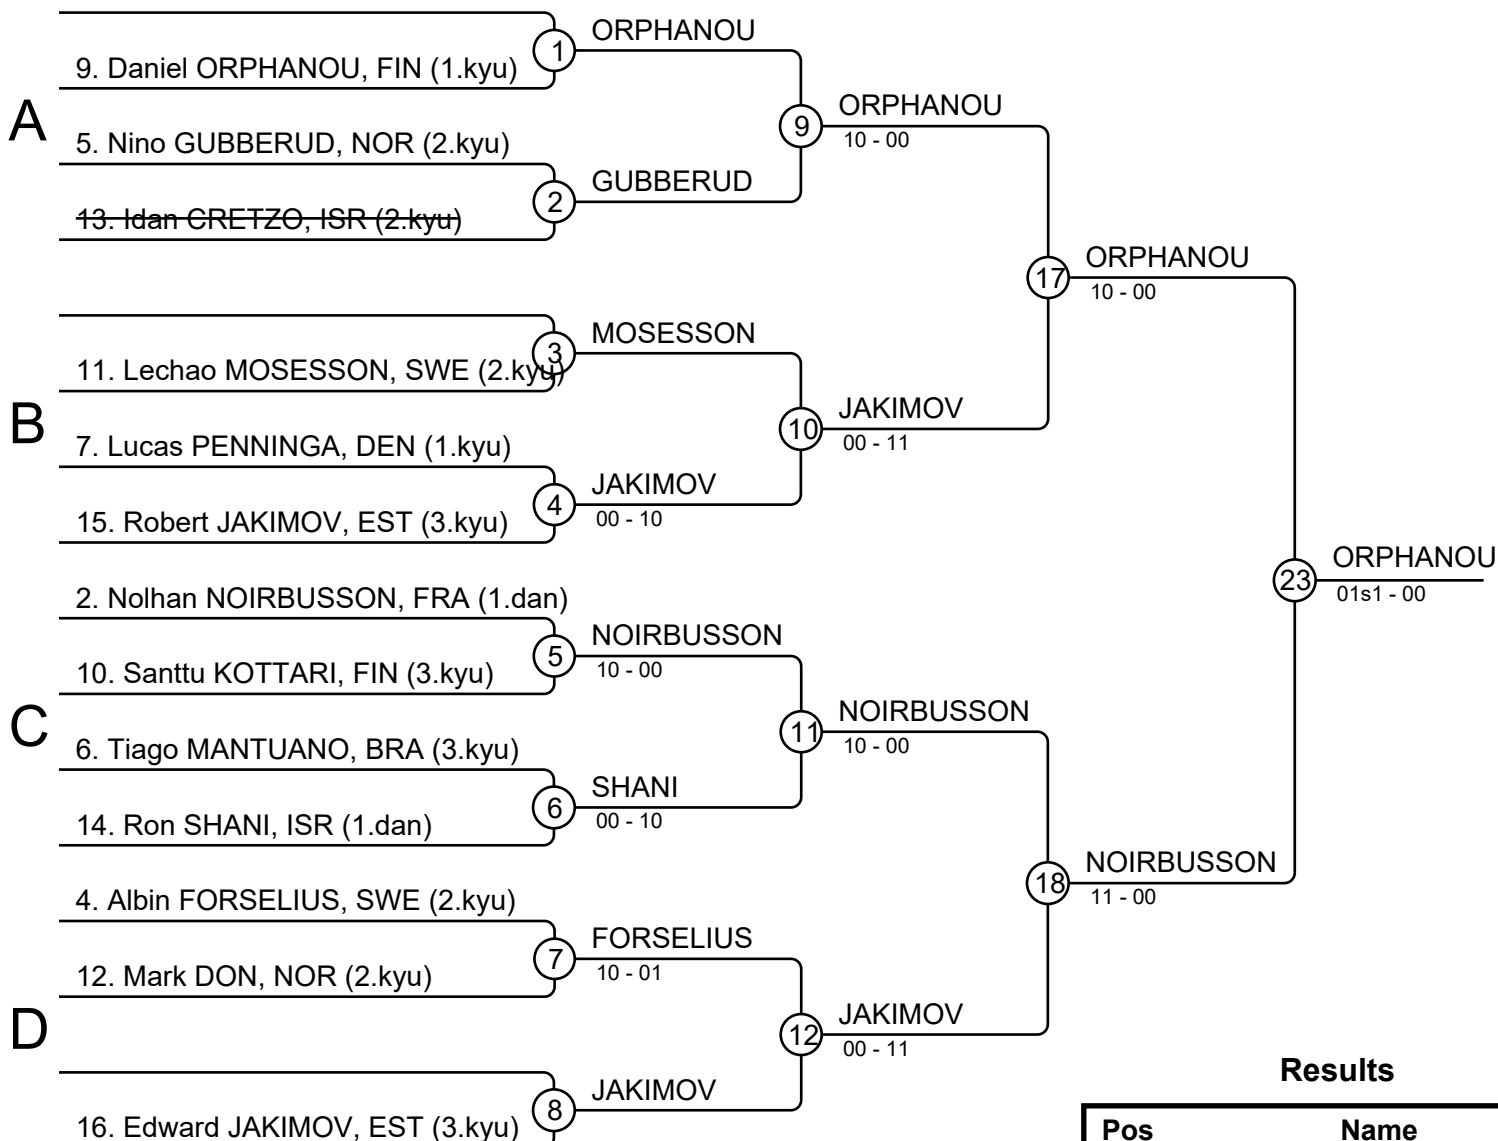 A
9. Daniel ORPHANOU, FIN (1.kyu)
5. Nino GUBBERUD, NOR (2.kyu)
13. Idan CRETZO, ISR (2.kyu)
B
11. Lechao MOSESSON, SWE (2.kyu)
7. Lucas PENNINGA, DEN (1.kyu)
15. Robert JAKIMOV, EST (3.kyu)
C
2. Nolhan NOIRBUSSON, FRA (1.dan)
10. Santtu KOTTARI, FIN (3.kyu)
6. Tiago MANTUANO, BRA (3.kyu)
14. Ron SHANI, ISR (1.dan)
D
4. Albin FORSELIUS, SWE (2.kyu)
12. Mark DON, NOR (2.kyu)
16. Edward JAKIMOV, EST (3.kyu)
1
ORPHANOU
2
GUBBERUD
3
MOSESSON
4
JAKIMOV
00 - 10
5
NOIRBUSSON
10 - 00
6
SHANI
00 - 10
7
FORSELIUS
10 - 01
8
JAKIMOV
9
ORPHANOU
10 - 00
10
JAKIMOV
00 - 11
11
NOIRBUSSON
10 - 00
12
JAKIMOV
00 - 11
17
ORPHANOU
10 - 00
18
NOIRBUSSON
11 - 00
23
ORPHANOU
01s1 - 00
Results
Pos Name